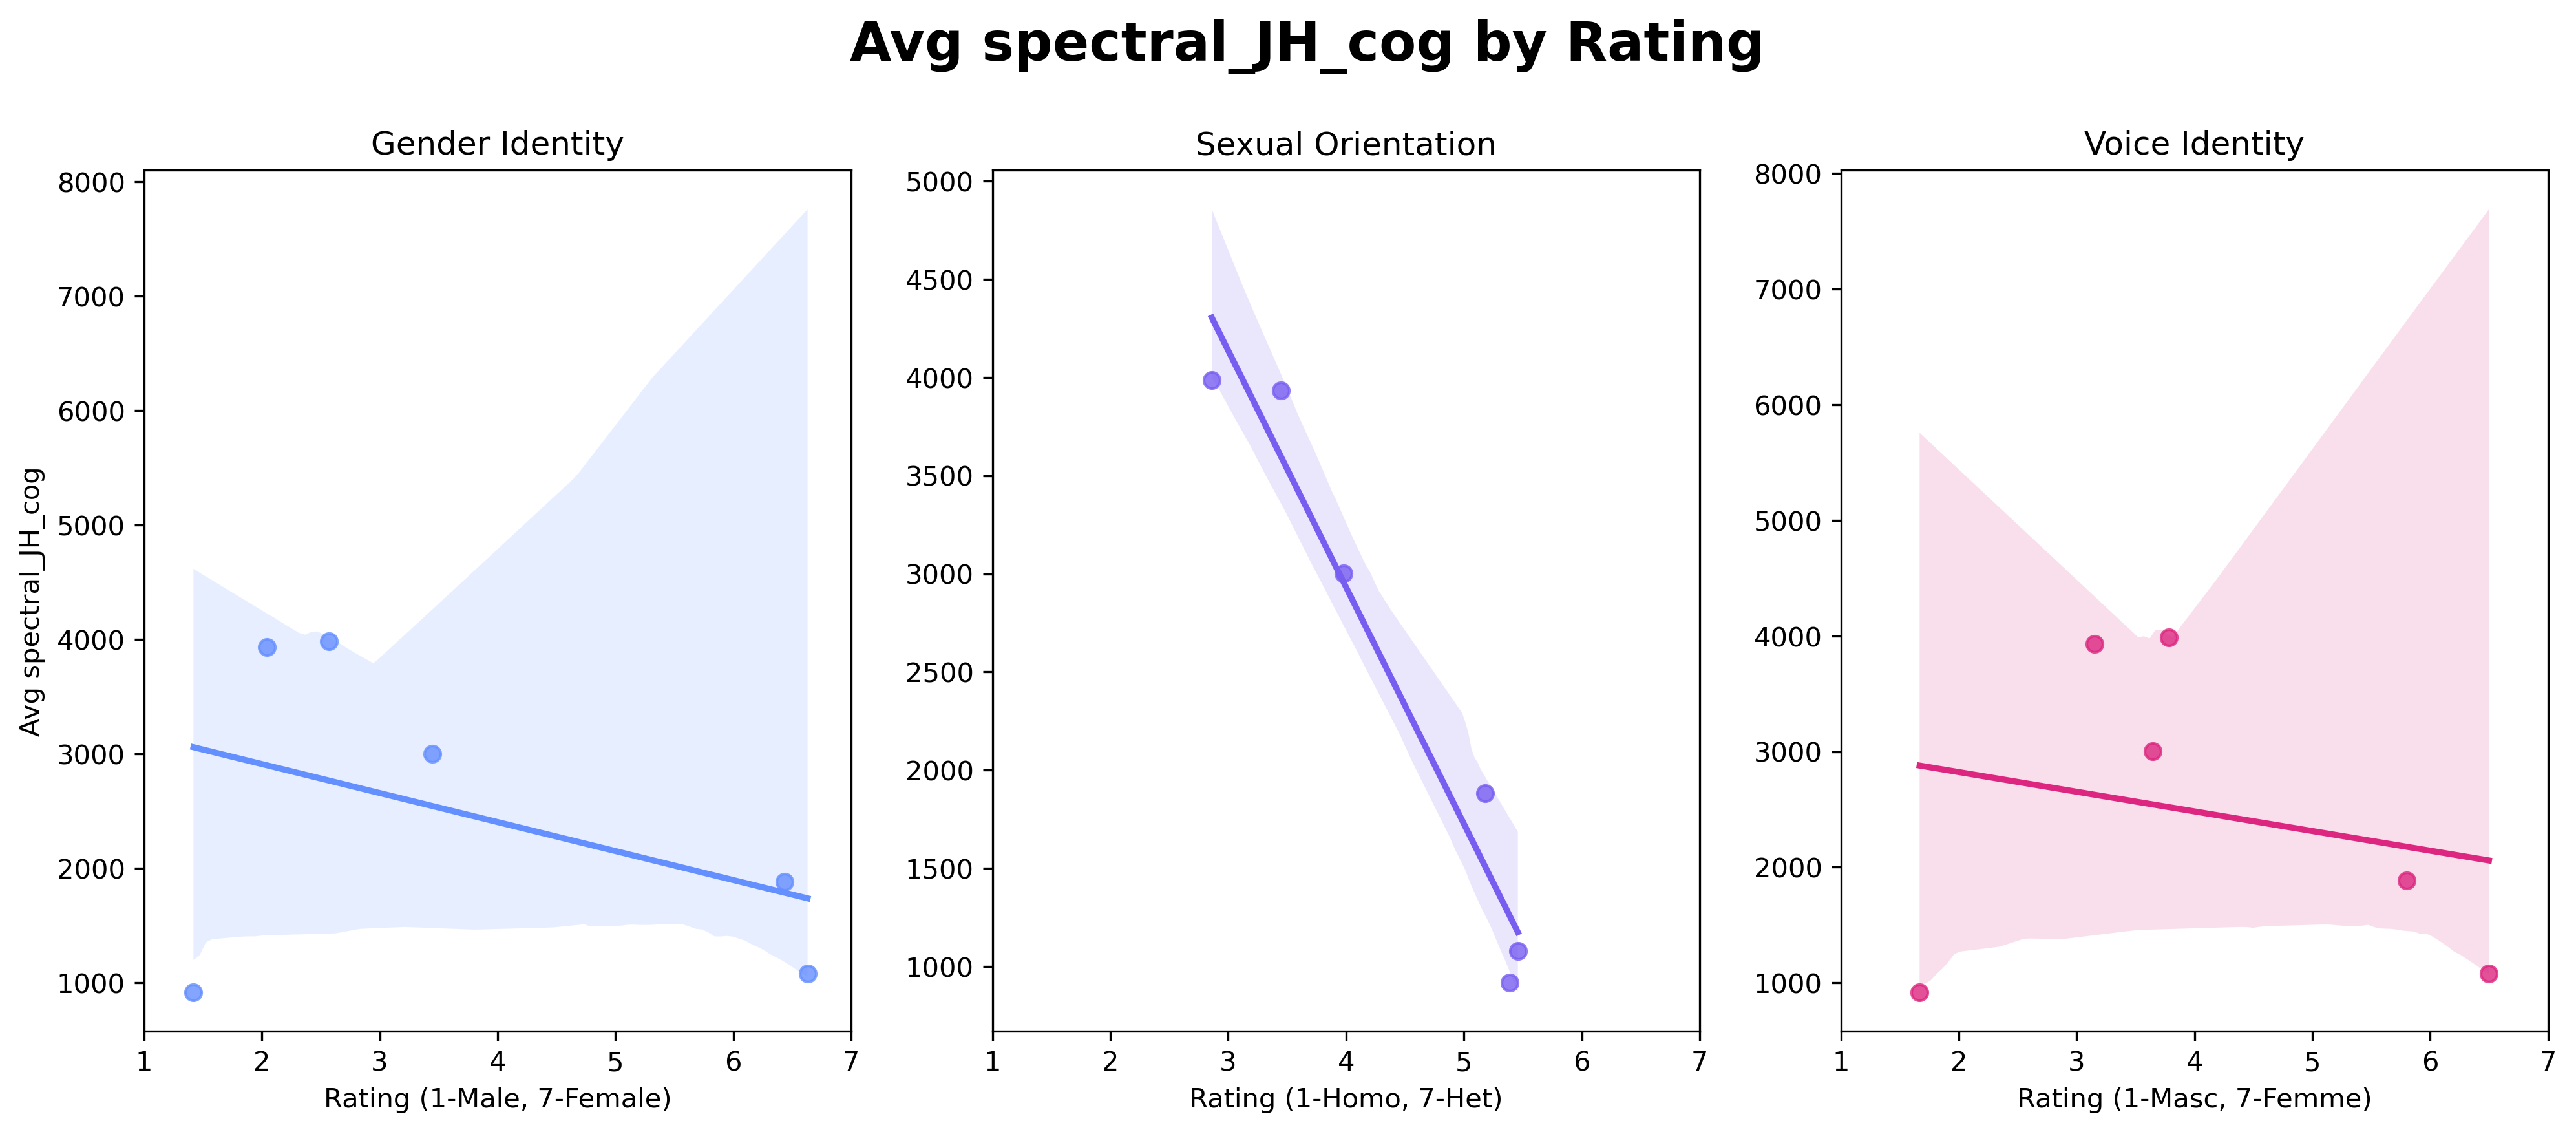 Avg spectral_JH_cog by Rating
Gender Identity
Avg spectral_JH_cog
8000
7000
6000
5000
4000
3000
2000
1000
1 2 3 4 5 6 7
Rating (1-Male, 7-Female)
Sexual Orientation
5000
4500
4000
3500
3000
2500
2000
1500
1000
1 2 3 4 5 6 7
Rating (1-Homo, 7-Het)
Voice Identity
8000
7000
6000
5000
4000
3000
2000
1000
1 2 3 4 5 6 7
Rating (1-Masc, 7-Femme)